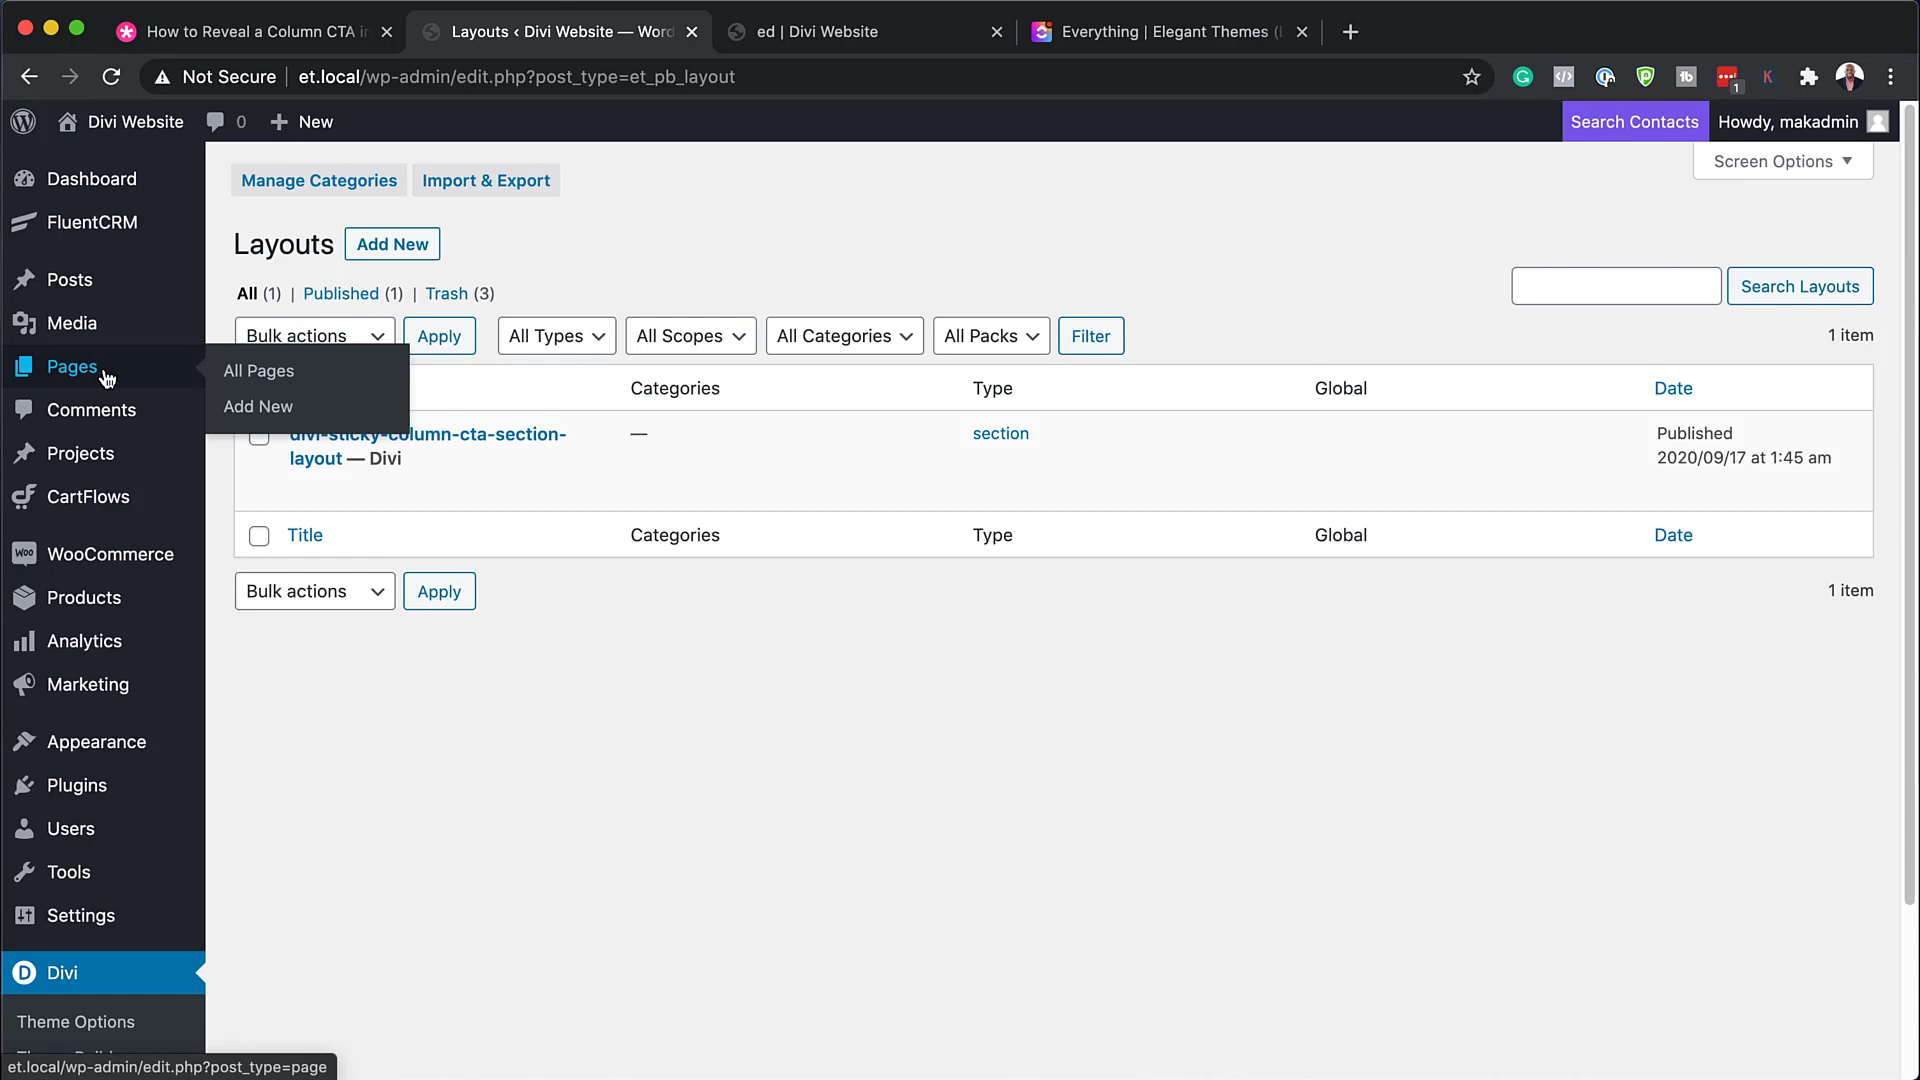 How to Reveal a Column CTA in
Layouts ‹ Divi Website — Word
ed | Divi Website
Everything | Elegant Themes (
Not Secure
et.local/wp-admin/edit.php?post_type=et_pb_layout
1
Divi Website
0
New
Search Contacts
Howdy, makadmin
Dashboard
FluentCRM
Posts
Media
Pages
All Pages
Add New
Comments
Projects
CartFlows
WooCommerce
Products
Analytics
Marketing
Appearance
Plugins
Users
Tools
Settings
Divi
Theme Options
et.local/wp-admin/edit.php?post_type=page
Screen Options
Manage Categories
Import & Export
Layouts
Add New
All (1) | Published (1) | Trash (3)
Search Layouts
Bulk actions
Apply
All Types
All Scopes
All Categories
All Packs
Filter
1 item
Categories
Type
Global
Date
divi-sticky-column-cta-section-
layout — Divi
—
section
Published
2020/09/17 at 1:45 am
Title
Categories
Type
Global
Date
Bulk actions
Apply
1 item